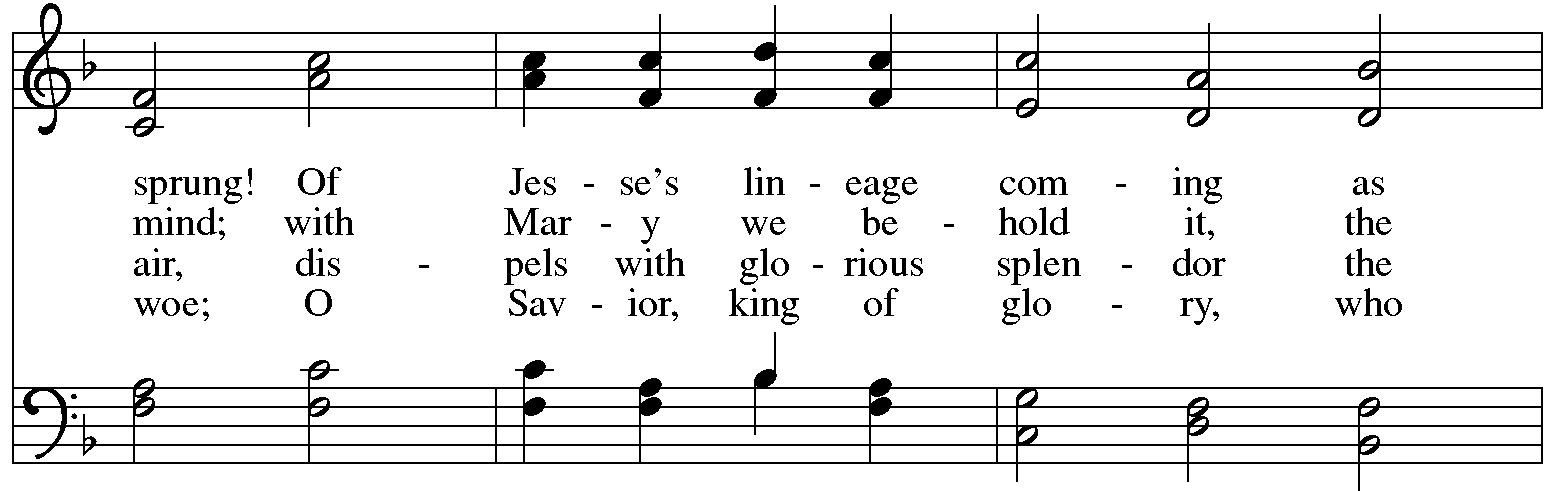 sprung! Of Jes - se’s lin - eage com - ing as
mind; with Mar - y we be - hold it, the
air, dis - pels with glo - rious splen - dor the
woe; O Sav - ior, king of glo - ry, who